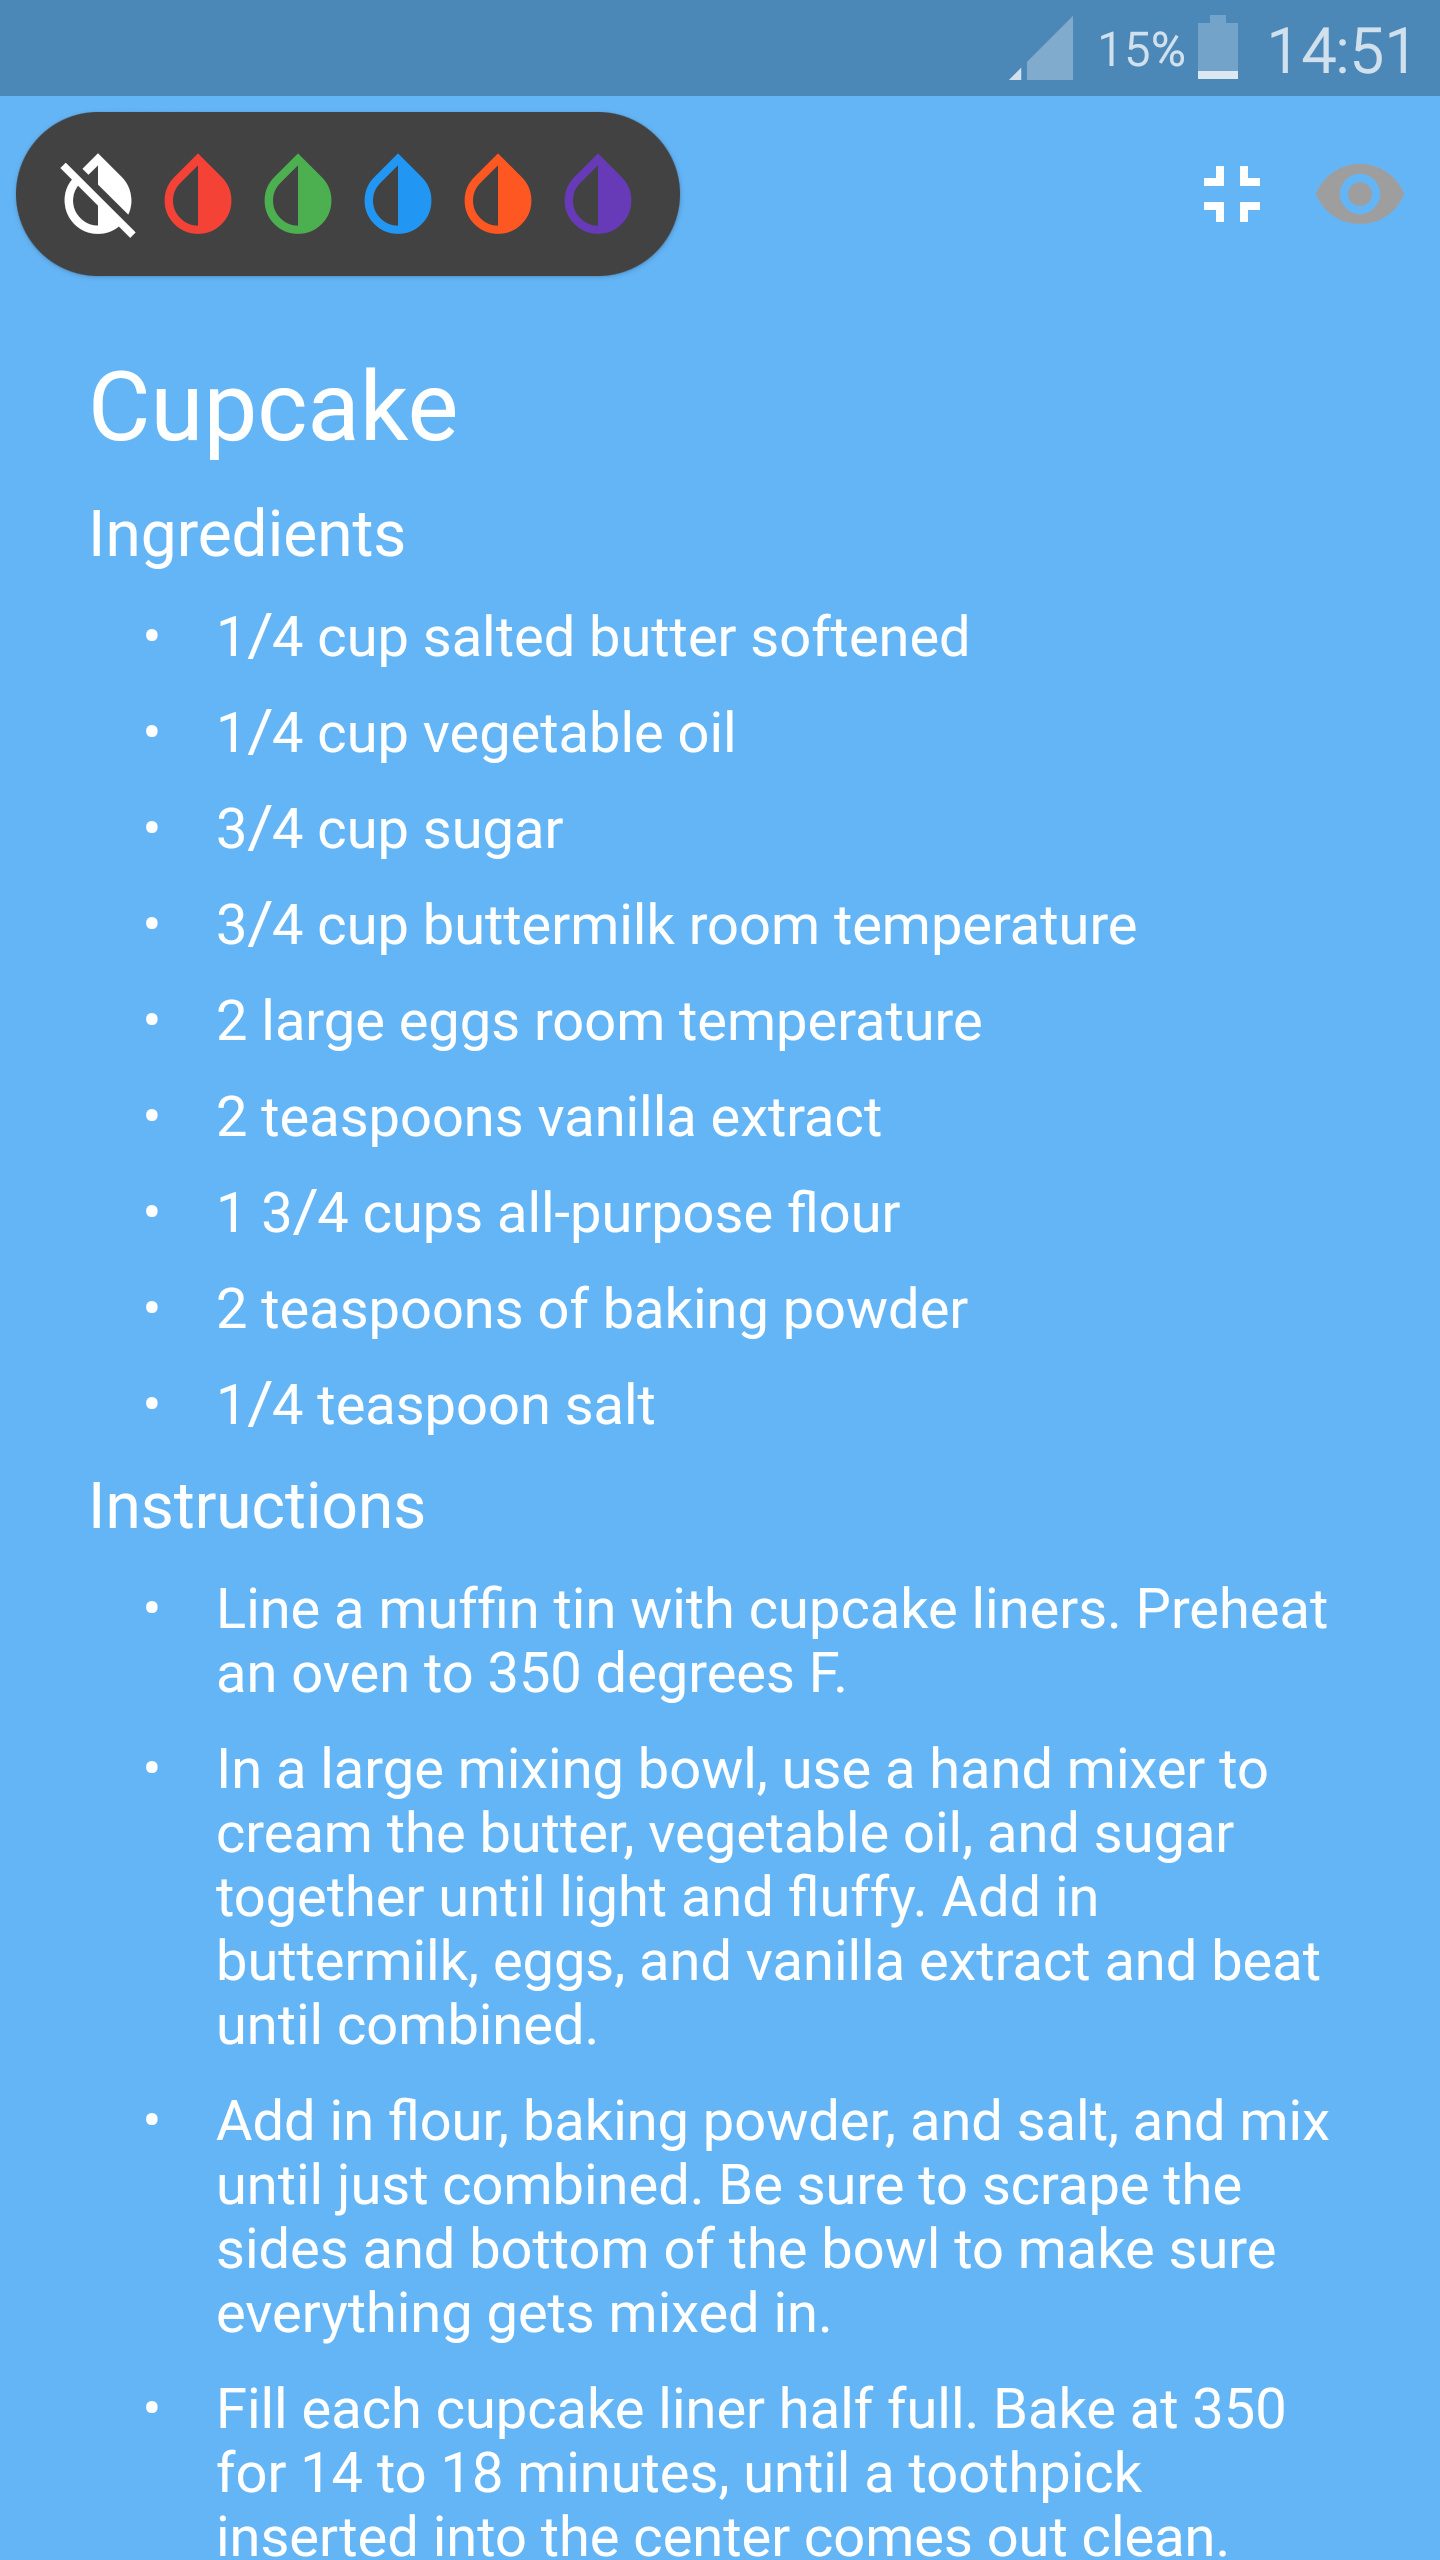 15% 14:51
Cupcake
Ingredients
• 1/4 cup salted butter softened
• 1/4 cup vegetable oil
• 3/4 cup sugar
• 3/4 cup buttermilk room temperature
• 2 large eggs room temperature
• 2 teaspoons vanilla extract
• 1 3/4 cups all-purpose flour
• 2 teaspoons of baking powder
• 1/4 teaspoon salt
Instructions
• Line a muffin tin with cupcake liners. Preheat
an oven to 350 degrees F.
• In a large mixing bowl, use a hand mixer to
cream the butter, vegetable oil, and sugar
together until light and fluffy. Add in
buttermilk, eggs, and vanilla extract and beat
until combined.
• Add in flour, baking powder, and salt, and mix
until just combined. Be sure to scrape the
sides and bottom of the bowl to make sure
everything gets mixed in.
• Fill each cupcake liner half full. Bake at 350
for 14 to 18 minutes, until a toothpick
inserted into the center comes out clean.